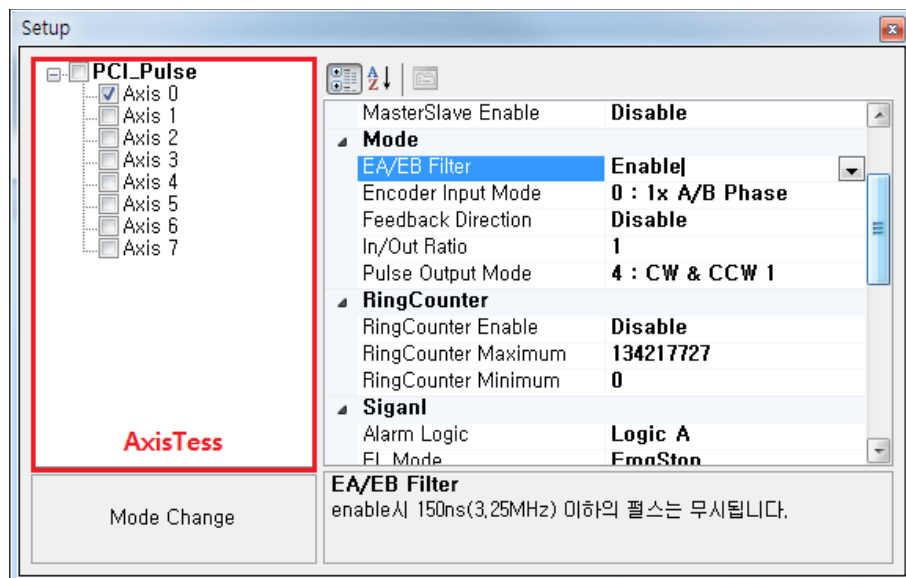 Setup
PCI_Pulse
Axis 0
Axis 1
Axis 2
Axis 3
Axis 4
Axis 5
Axis 6
Axis 7
AxisTess
Mode Change
MasterSlave Enable Disable
Mode
EA/EB Filter Enable
Encoder Input Mode 0 : 1x A/B Phase
Feedback Direction Disable
In/Out Ratio 1
Pulse Output Mode 4 : CW & CCW 1
RingCounter
RingCounter Enable Disable
RingCounter Maximum 134217727
RingCounter Minimum 0
Siganl
Alarm Logic Logic A
EL Mode EmgStop
EA/EB Filter
enable시 150ns(3,25MHz) 이하의 펄스는 무시됩니다.